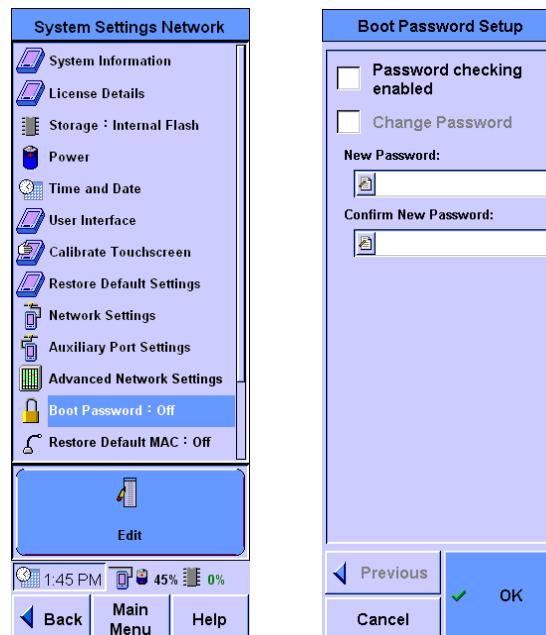 System Settings Network
System Information
License Details
Storage : Internal Flash
Power
Time and Date
User Interface
Calibrate Touchscreen
Restore Default Settings
Network Settings
Auxiliary Port Settings
Advanced Network Settings
Boot Password : Off
Restore Default MAC : Off
Edit
1:45 PM 45% 0%
Back
Main
Menu
Help
Boot Password Setup
Password checking
enabled
Change Password
New Password:
Confirm New Password:
Previous
OK
Cancel